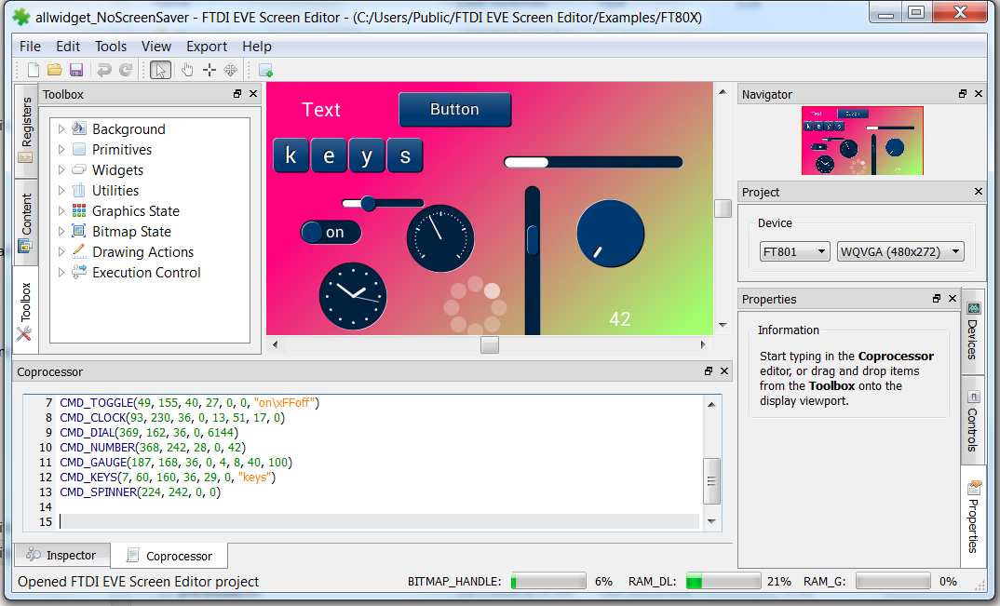 allwidget_NoScreenSaver - FTDI EVE Screen Editor - (C:/Users/Public/FTDI EVE Screen Editor/Examples/FT80X)
File Edit Tools View Export Help
Registers
Content
Toolbox
Toolbox
Background
Primitives
Widgets
Utilities
Graphics State
Bitmap State
Drawing Actions
Execution Control
Text
Button
k e y s
on
42
Navigator
Text Button
k e y s
42
Project
Device
FT801
WQVGA (480x272)
Properties
Information
Start typing in the Coprocessor
editor, or drag and drop items
from the Toolbox onto the
display viewport.
Devices
Controls
Properties
Coprocessor
7 CMD_TOGGLE(49, 155, 40, 27, 0, 0, "on\xFFoff")
8 CMD_CLOCK(93, 230, 36, 0, 13, 51, 17, 0)
9 CMD_DIAL(369, 162, 36, 0, 6144)
10 CMD_NUMBER(368, 242, 28, 0, 42)
11 CMD_GAUGE(187, 168, 36, 0, 4, 8, 40, 100)
12 CMD_KEYS(7, 60, 160, 36, 29, 0, "keys")
13 CMD_SPINNER(224, 242, 0, 0)
14
15
Inspector
Coprocessor
Opened FTDI EVE Screen Editor project
BITMAP_HANDLE: 6% RAM_DL: 21% RAM_G: 0%